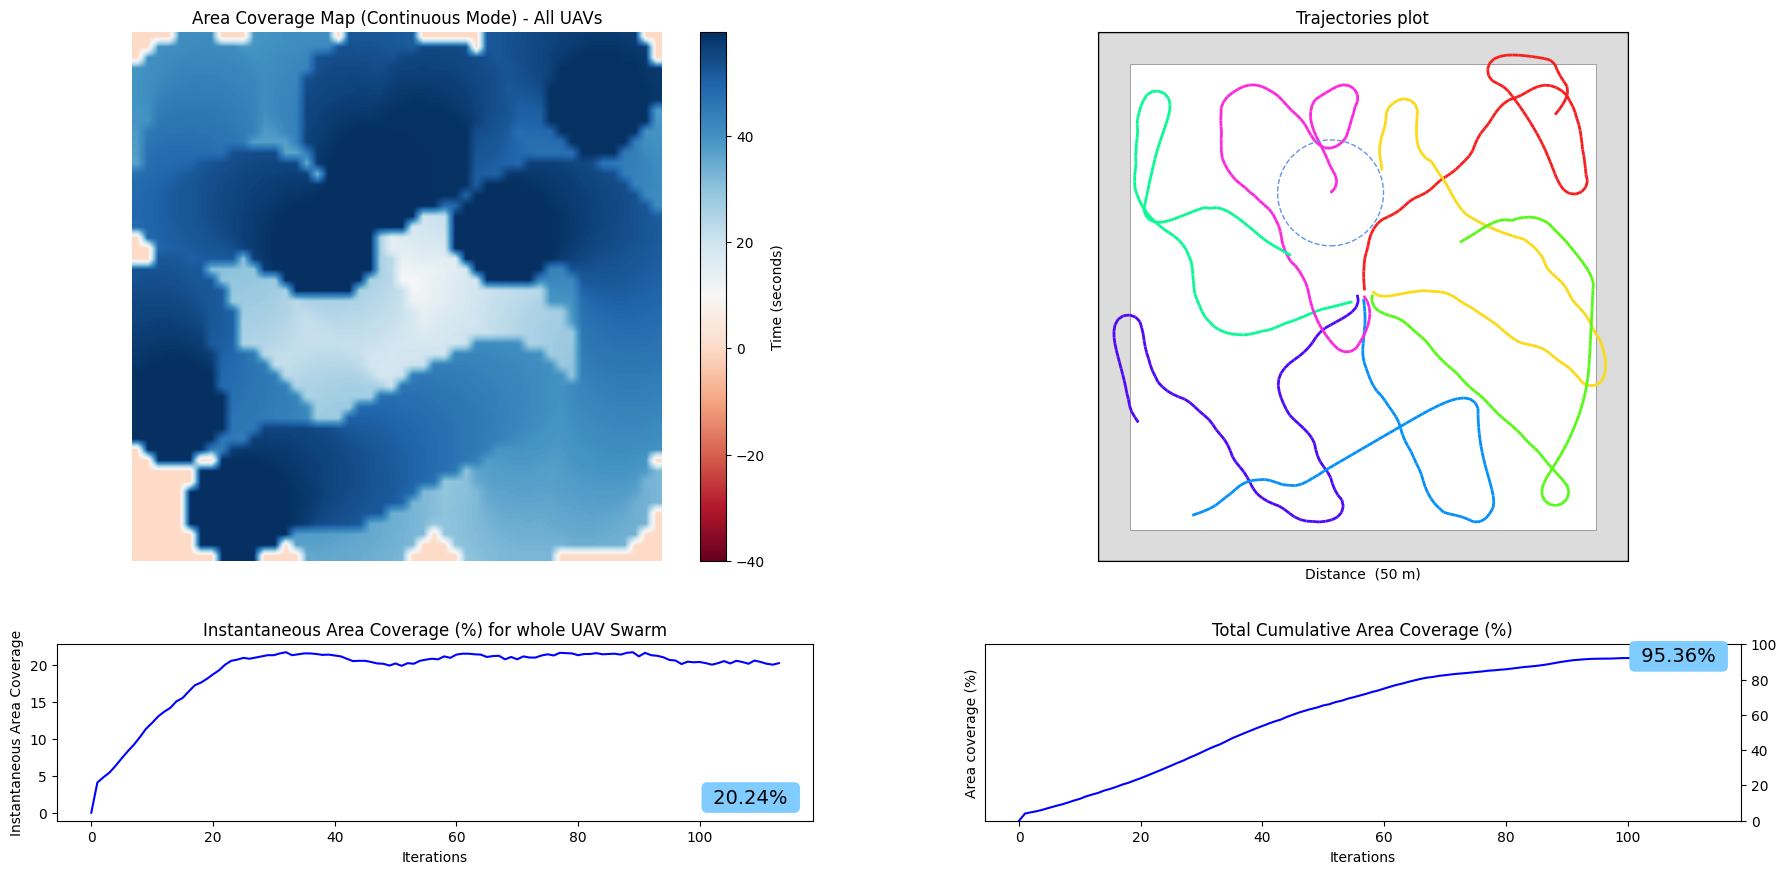 Area Coverage Map (Continuous Mode) - All UAVs
40
20
0
−20
−40
Time (seconds)
Trajectories plot
Distance  (50 m)
Instantaneous Area Coverage (%) for whole UAV Swarm
Instantaneous Area Coverage
20
15
10
5
0
20.24%
0 20 40 60 80 100
Iterations
Total Cumulative Area Coverage (%)
Area coverage (%)
95.36%
100
80
60
40
20
0
0 20 40 60 80 100
Iterations